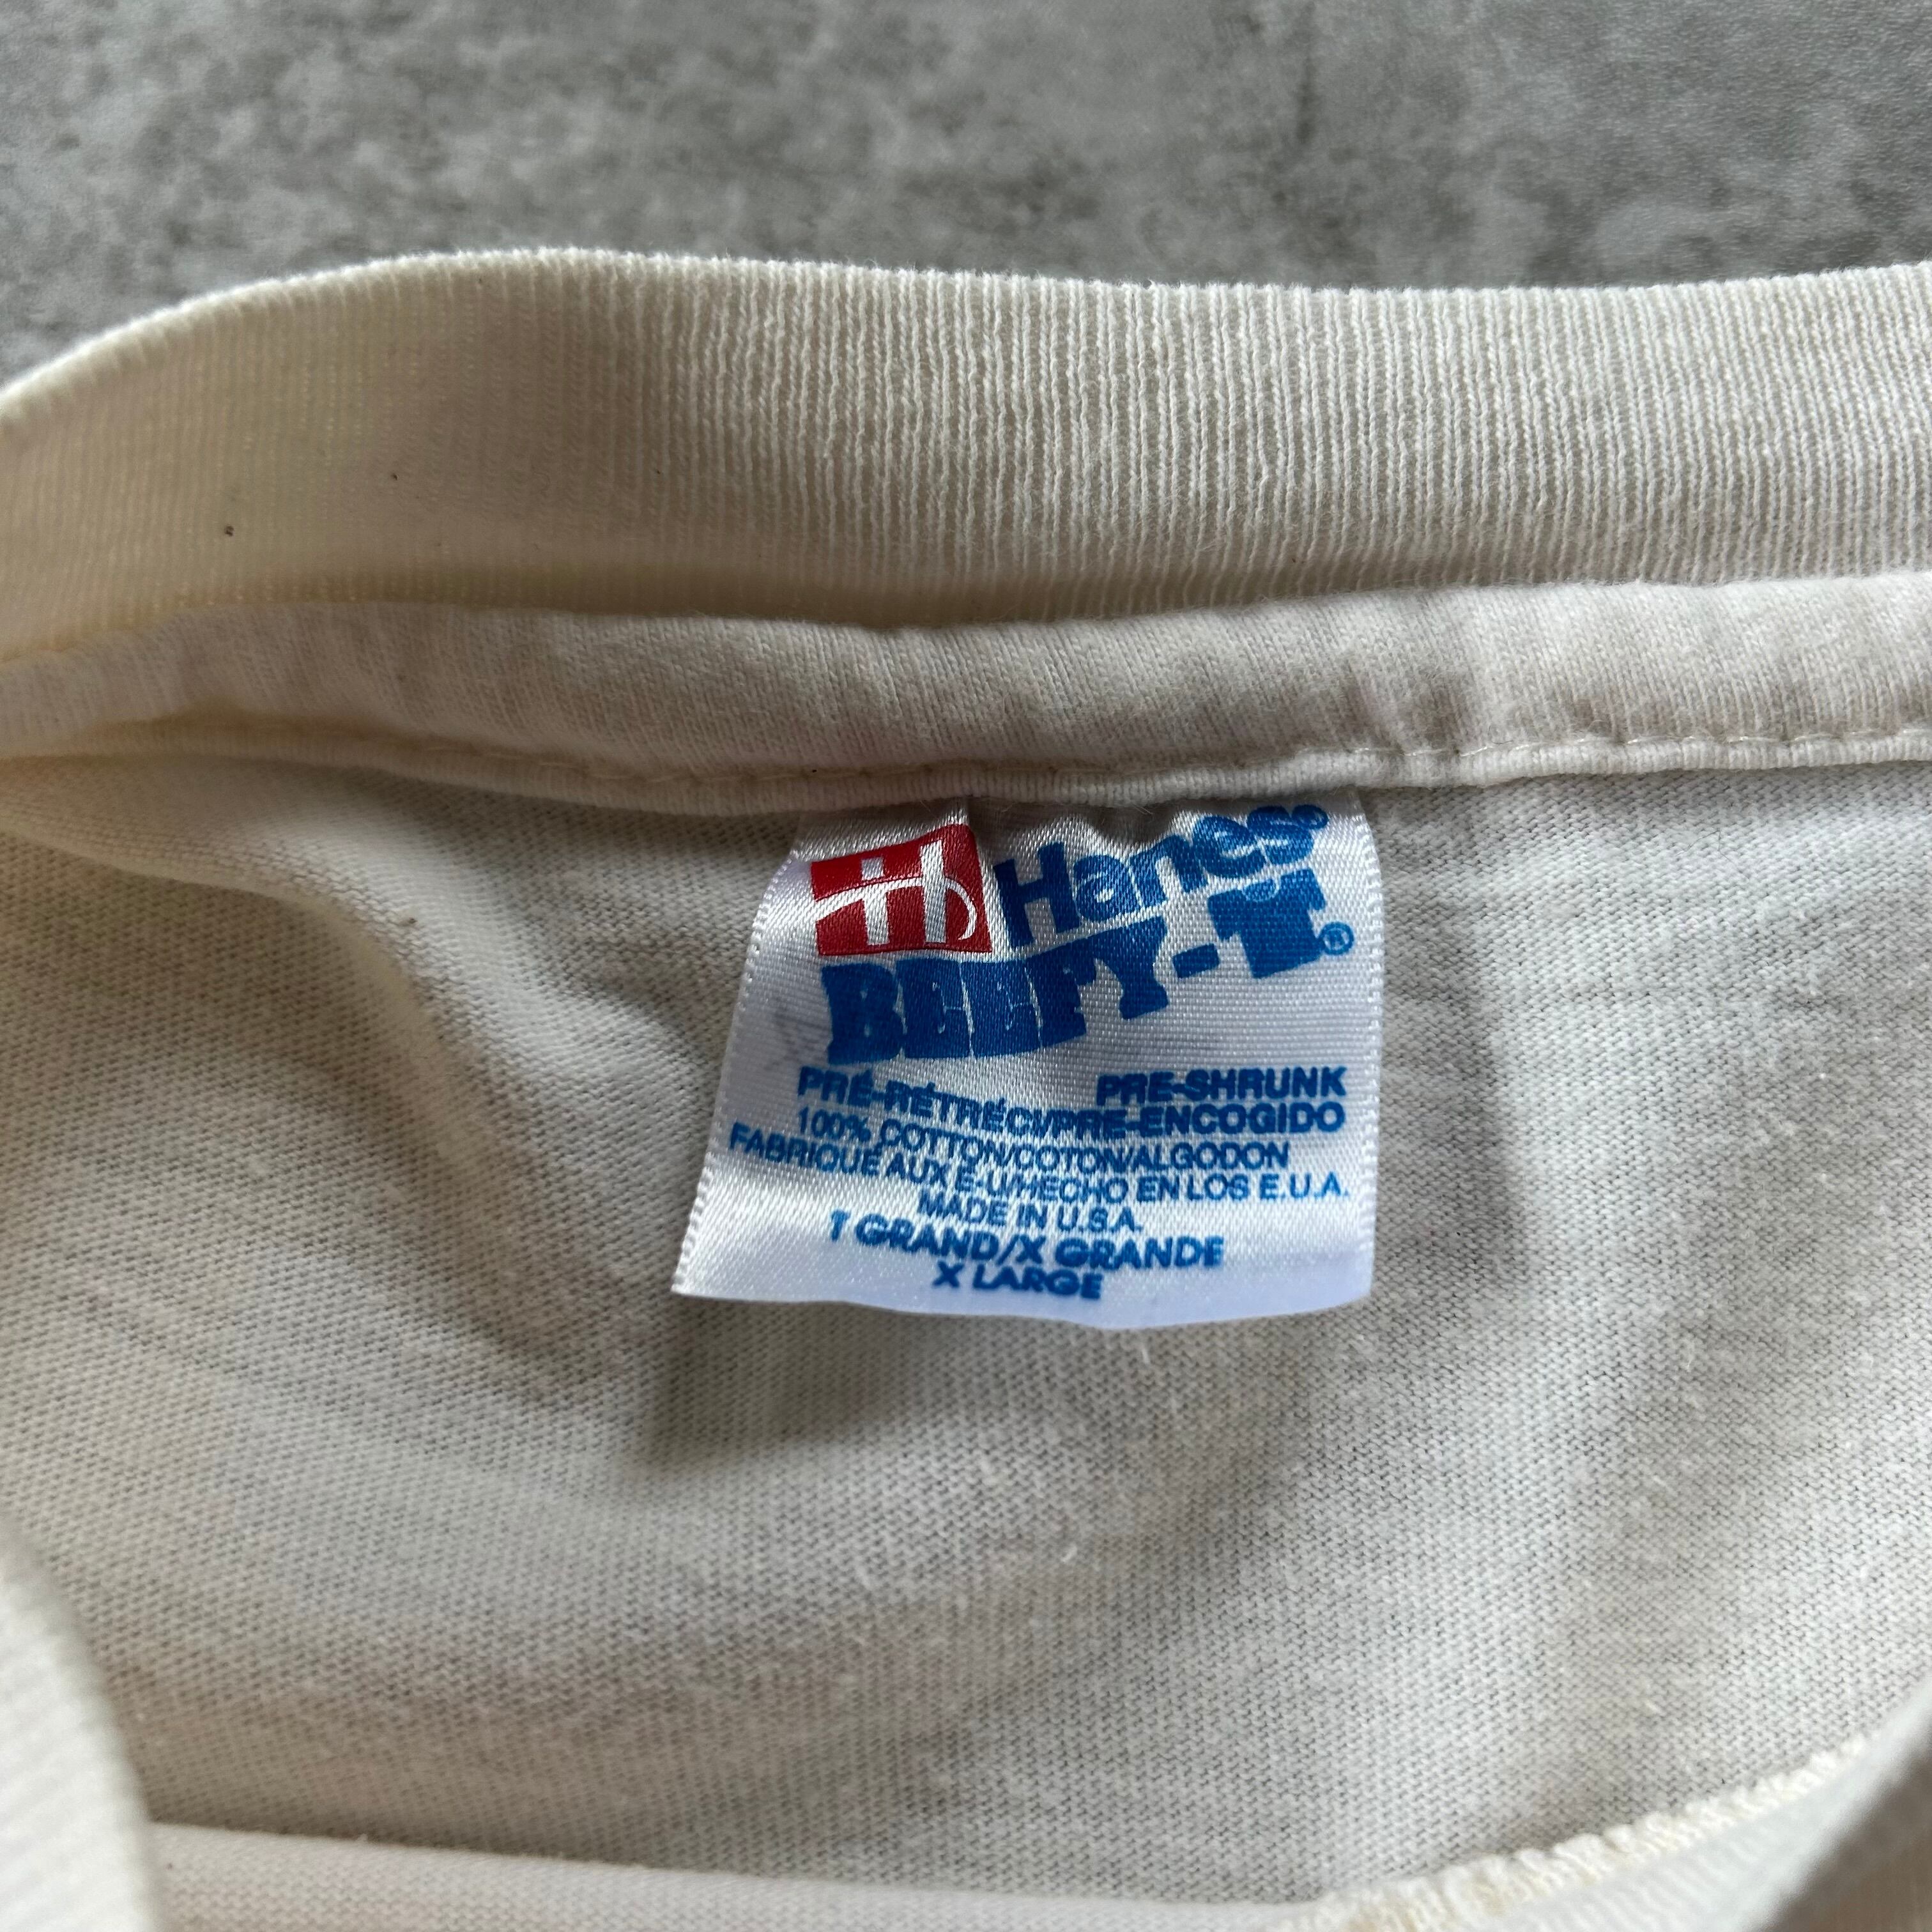 H Hanes®
BEEFY-T®
PRE-SHRUNK
PRÉ-RÉTRÉCI/PRE-ENCOGIDO
100% COTTON/COTON/ALGODON
FABRIQUÉ AUX É-U/HECHO EN LOS E.U.A.
MADE IN U.S.A.
T GRAND/X GRANDE
X LARGE